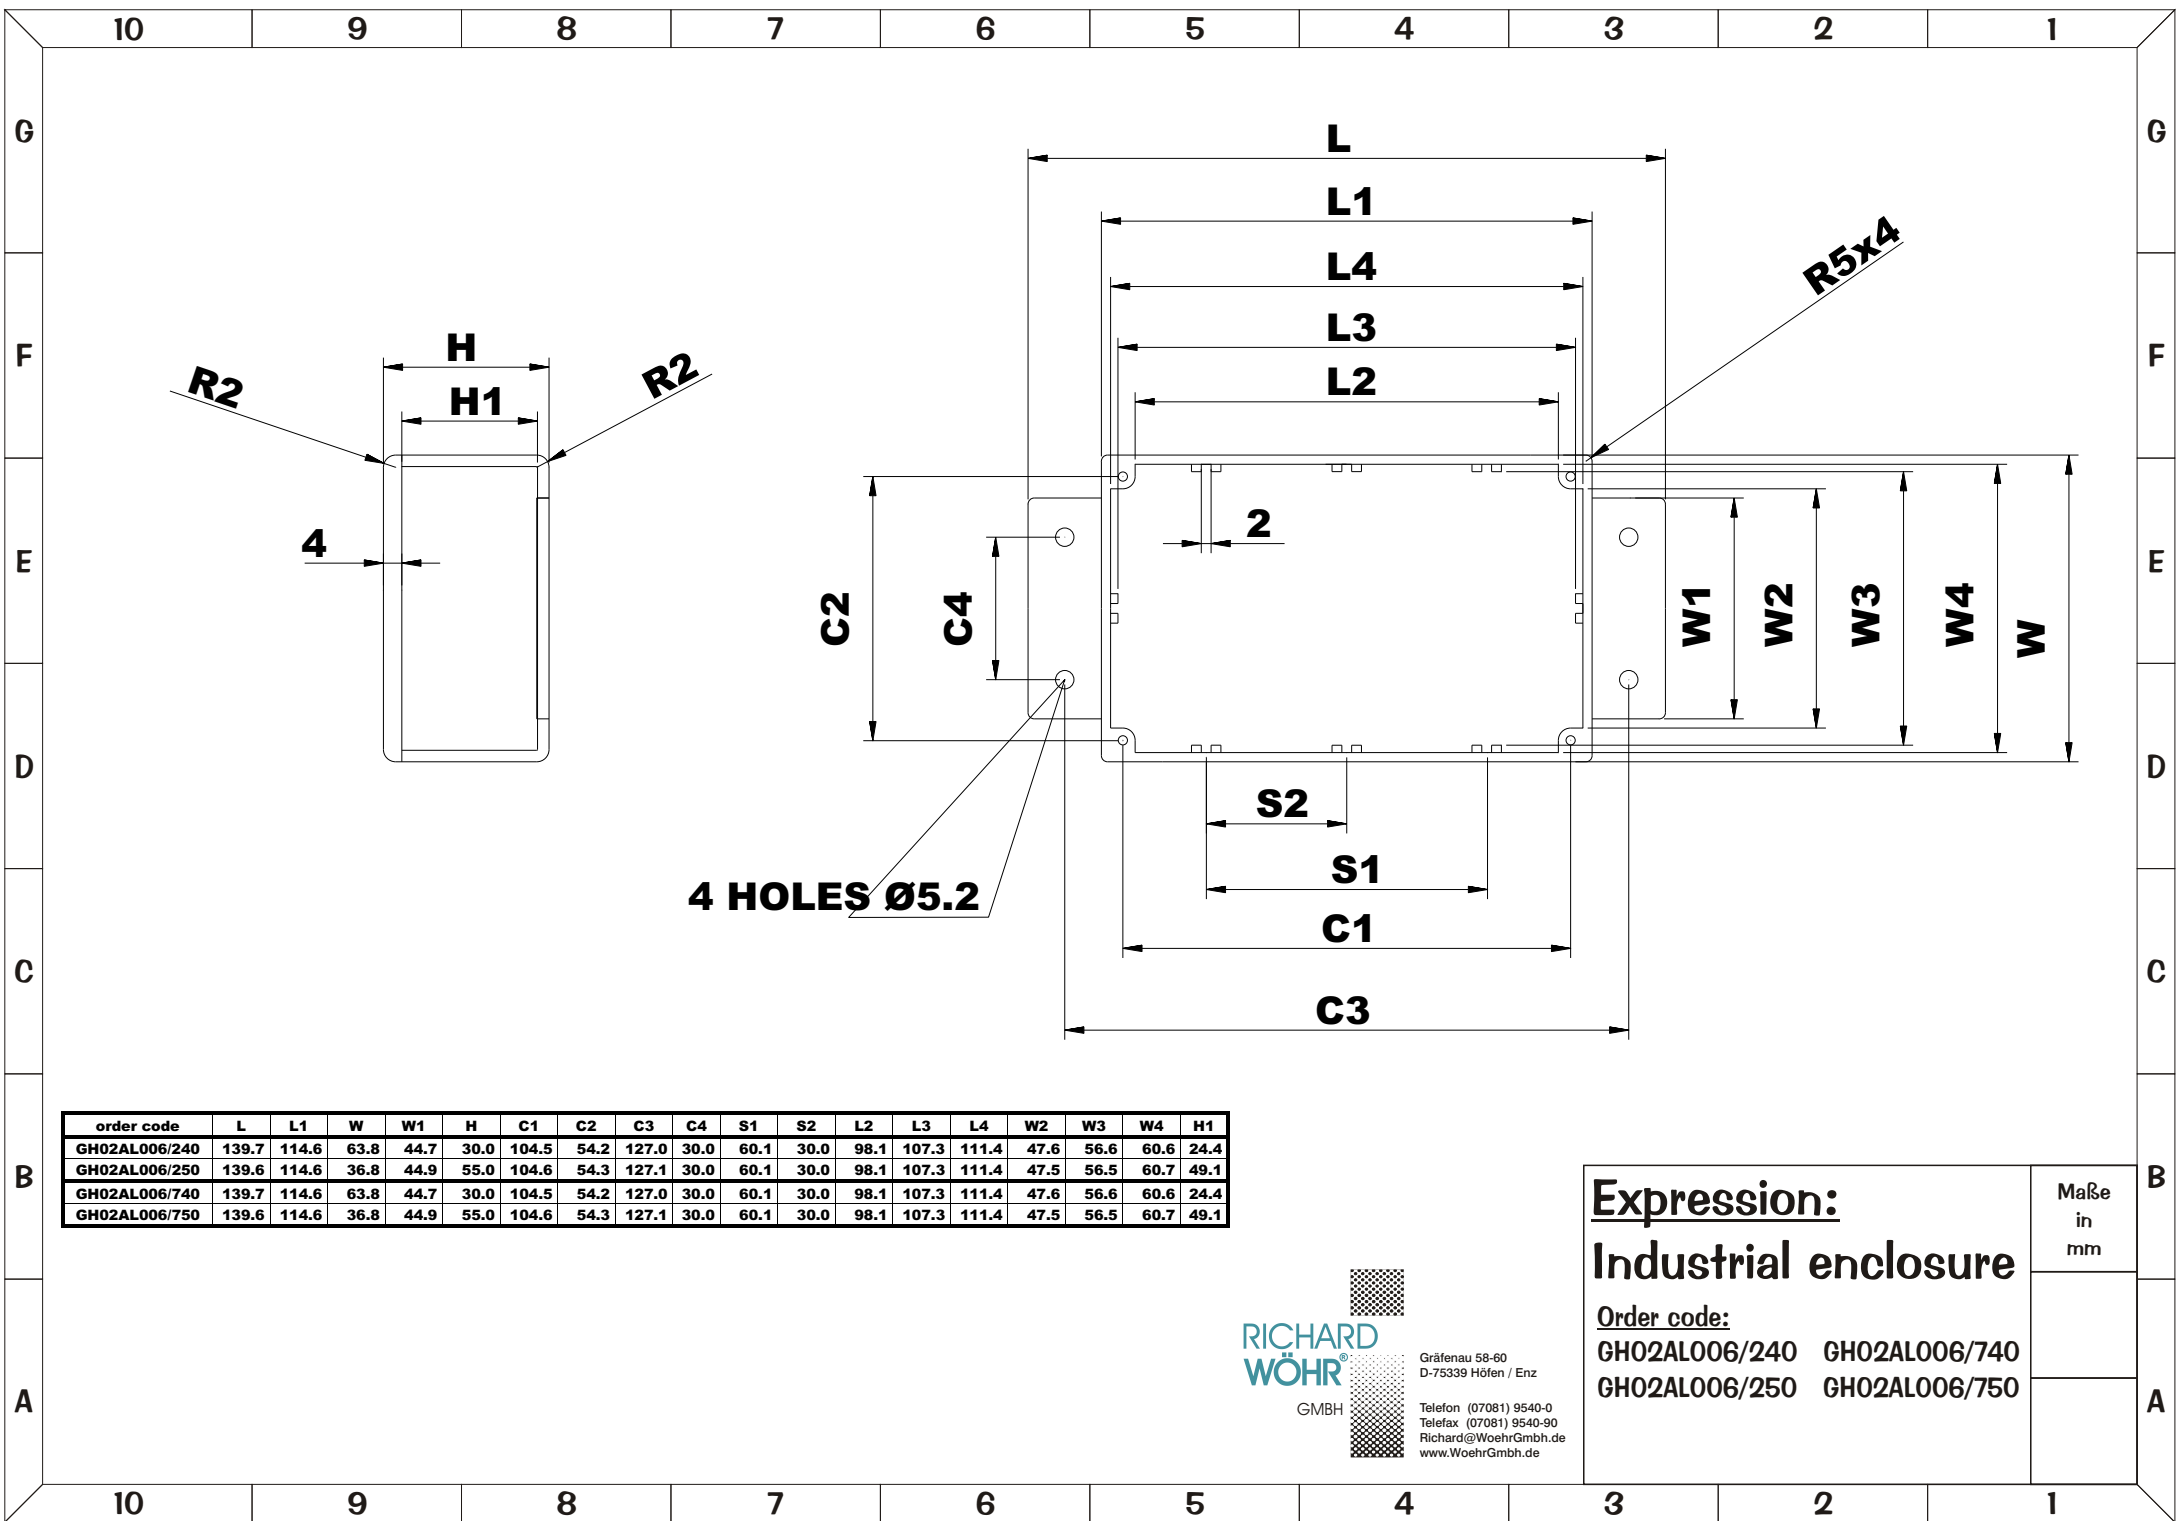 10 9 8 7 6 5 4 3 2 1
G G
F F
E E
D D
C C
B B
A A
L
L1
L4
L3
L2
R5x4
H
H1
R2
R2
4
2
C2
C4
W1
W2
W3
W4
W
S2
S1
C1
C3
4 HOLES Ø5.2
order code L L1 W W1 H C1 C2 C3 C4 S1 S2 L2 L3 L4 W2 W3 W4 H1
GH02AL006/240 139.7 114.6 63.8 44.7 30.0 104.5 54.2 127.0 30.0 60.1 30.0 98.1 107.3 111.4 47.6 56.6 60.6 24.4
GH02AL006/250 139.6 114.6 36.8 44.9 55.0 104.6 54.3 127.1 30.0 60.1 30.0 98.1 107.3 111.4 47.5 56.5 60.7 49.1
GH02AL006/740 139.7 114.6 63.8 44.7 30.0 104.5 54.2 127.0 30.0 60.1 30.0 98.1 107.3 111.4 47.6 56.6 60.6 24.4
GH02AL006/750 139.6 114.6 36.8 44.9 55.0 104.6 54.3 127.1 30.0 60.1 30.0 98.1 107.3 111.4 47.5 56.5 60.7 49.1
RICHARD
WÖHR®
GMBH
Gräfenau 58-60
D-75339 Höfen / Enz
Telefon (07081) 9540-0
Telefax (07081) 9540-90
Richard@WoehrGmbh.de
www.WoehrGmbh.de
Expression:
Industrial enclosure
Order code:
GH02AL006/240 GH02AL006/740
GH02AL006/250 GH02AL006/750
Maße
in
mm
10 9 8 7 6 5 4 3 2 1